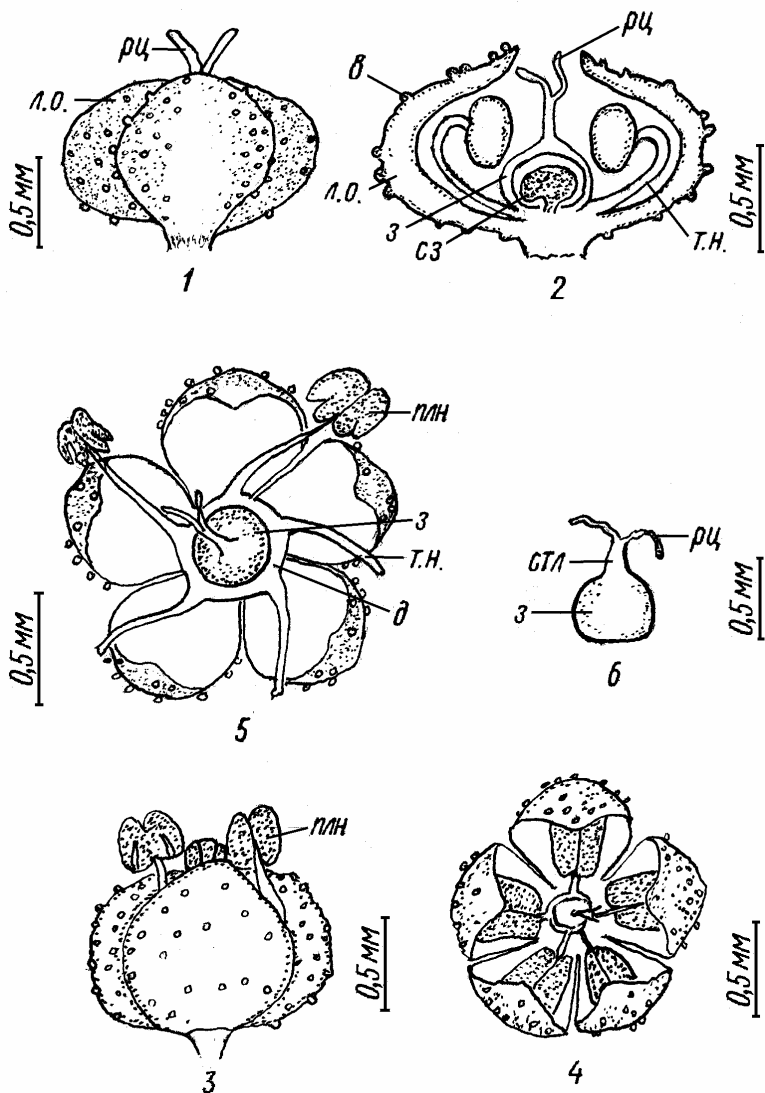 рц
л.о.
0,5 мм
1
рц
в
л.о.
з
сз
т.н.
0,5 мм
2
плн
з
т.н.
д
0,5 мм
5
рц
стл
з
0,5 мм
6
плн
0,5 мм
3
0,5 мм
4